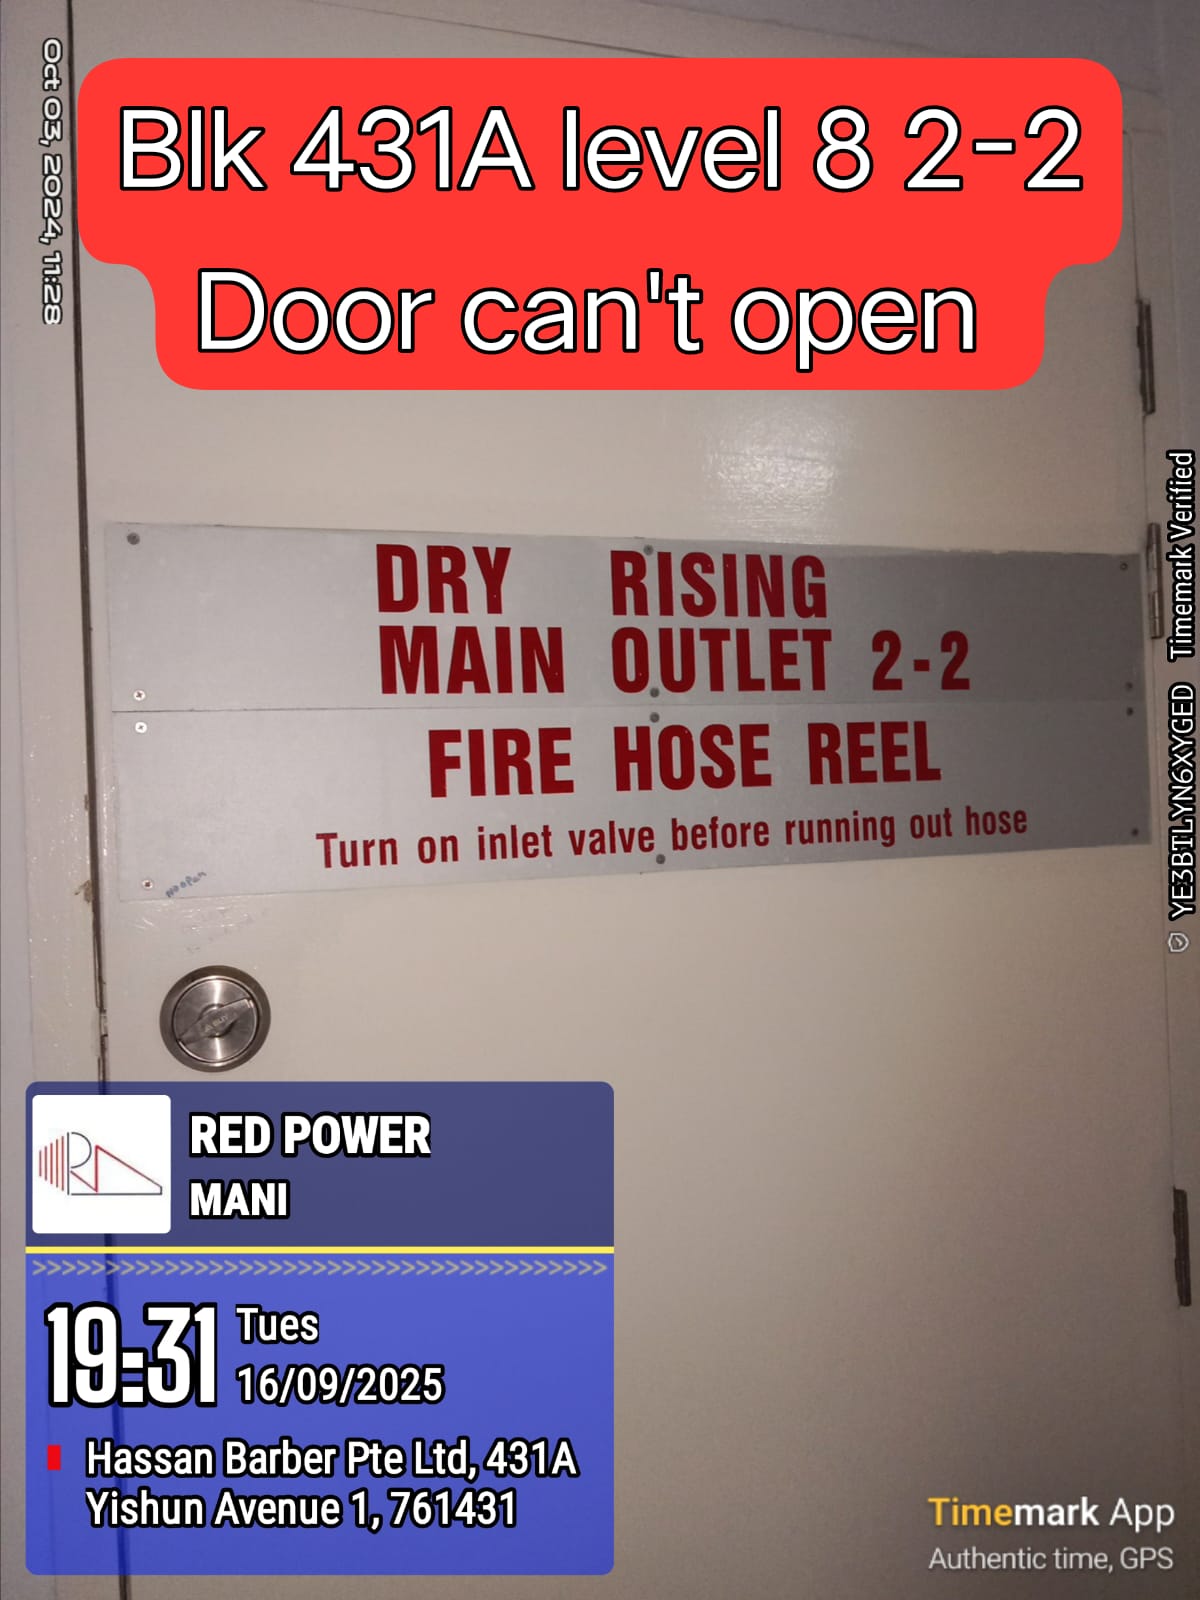 Oct 03, 2024, 11:28
Blk 431A level 8 2-2
Door can't open
DRY RISING
MAIN OUTLET 2-2
FIRE HOSE REEL
Turn on inlet valve before running out hose
No open
RED POWER
MANI
>>>>>>>>>>>>>>>>>>>>>>>>>>>>>>>>>>>>>>>>
19:31
Tues
16/09/2025
Hassan Barber Pte Ltd, 431A
Yishun Avenue 1, 761431
Timemark App
Authentic time, GPS
YE3BTLYN6XYGED Timemark Verified